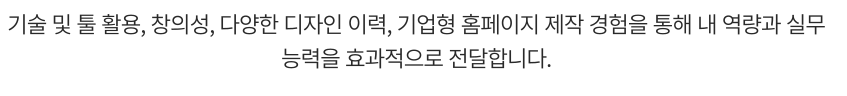 기술 및 툴 활용, 창의성, 다양한 디자인 이력, 기업형 홈페이지 제작 경험을 통해 내 역량과 실무
능력을 효과적으로 전달합니다.